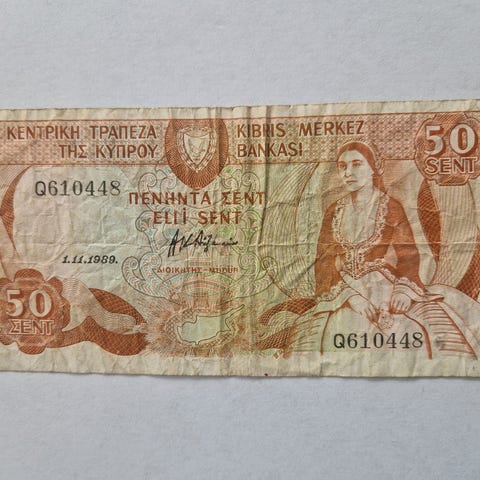 ΚΕΝΤΡΙΚΗ ΤΡΑΠΕΖΑ
ΤΗΣ ΚΥΠΡΟΥ
KIBRIS MERKEZ
BANKASI
50
SENT
Q610448
ΠΕΝΗΝΤΑ ΣΕΝΤ
ELLİ SENT
1.11.1989.
ΔΙΟΙΚΗΤΗΣ - MÜDÜR
50
ΣΕΝΤ
Q610448